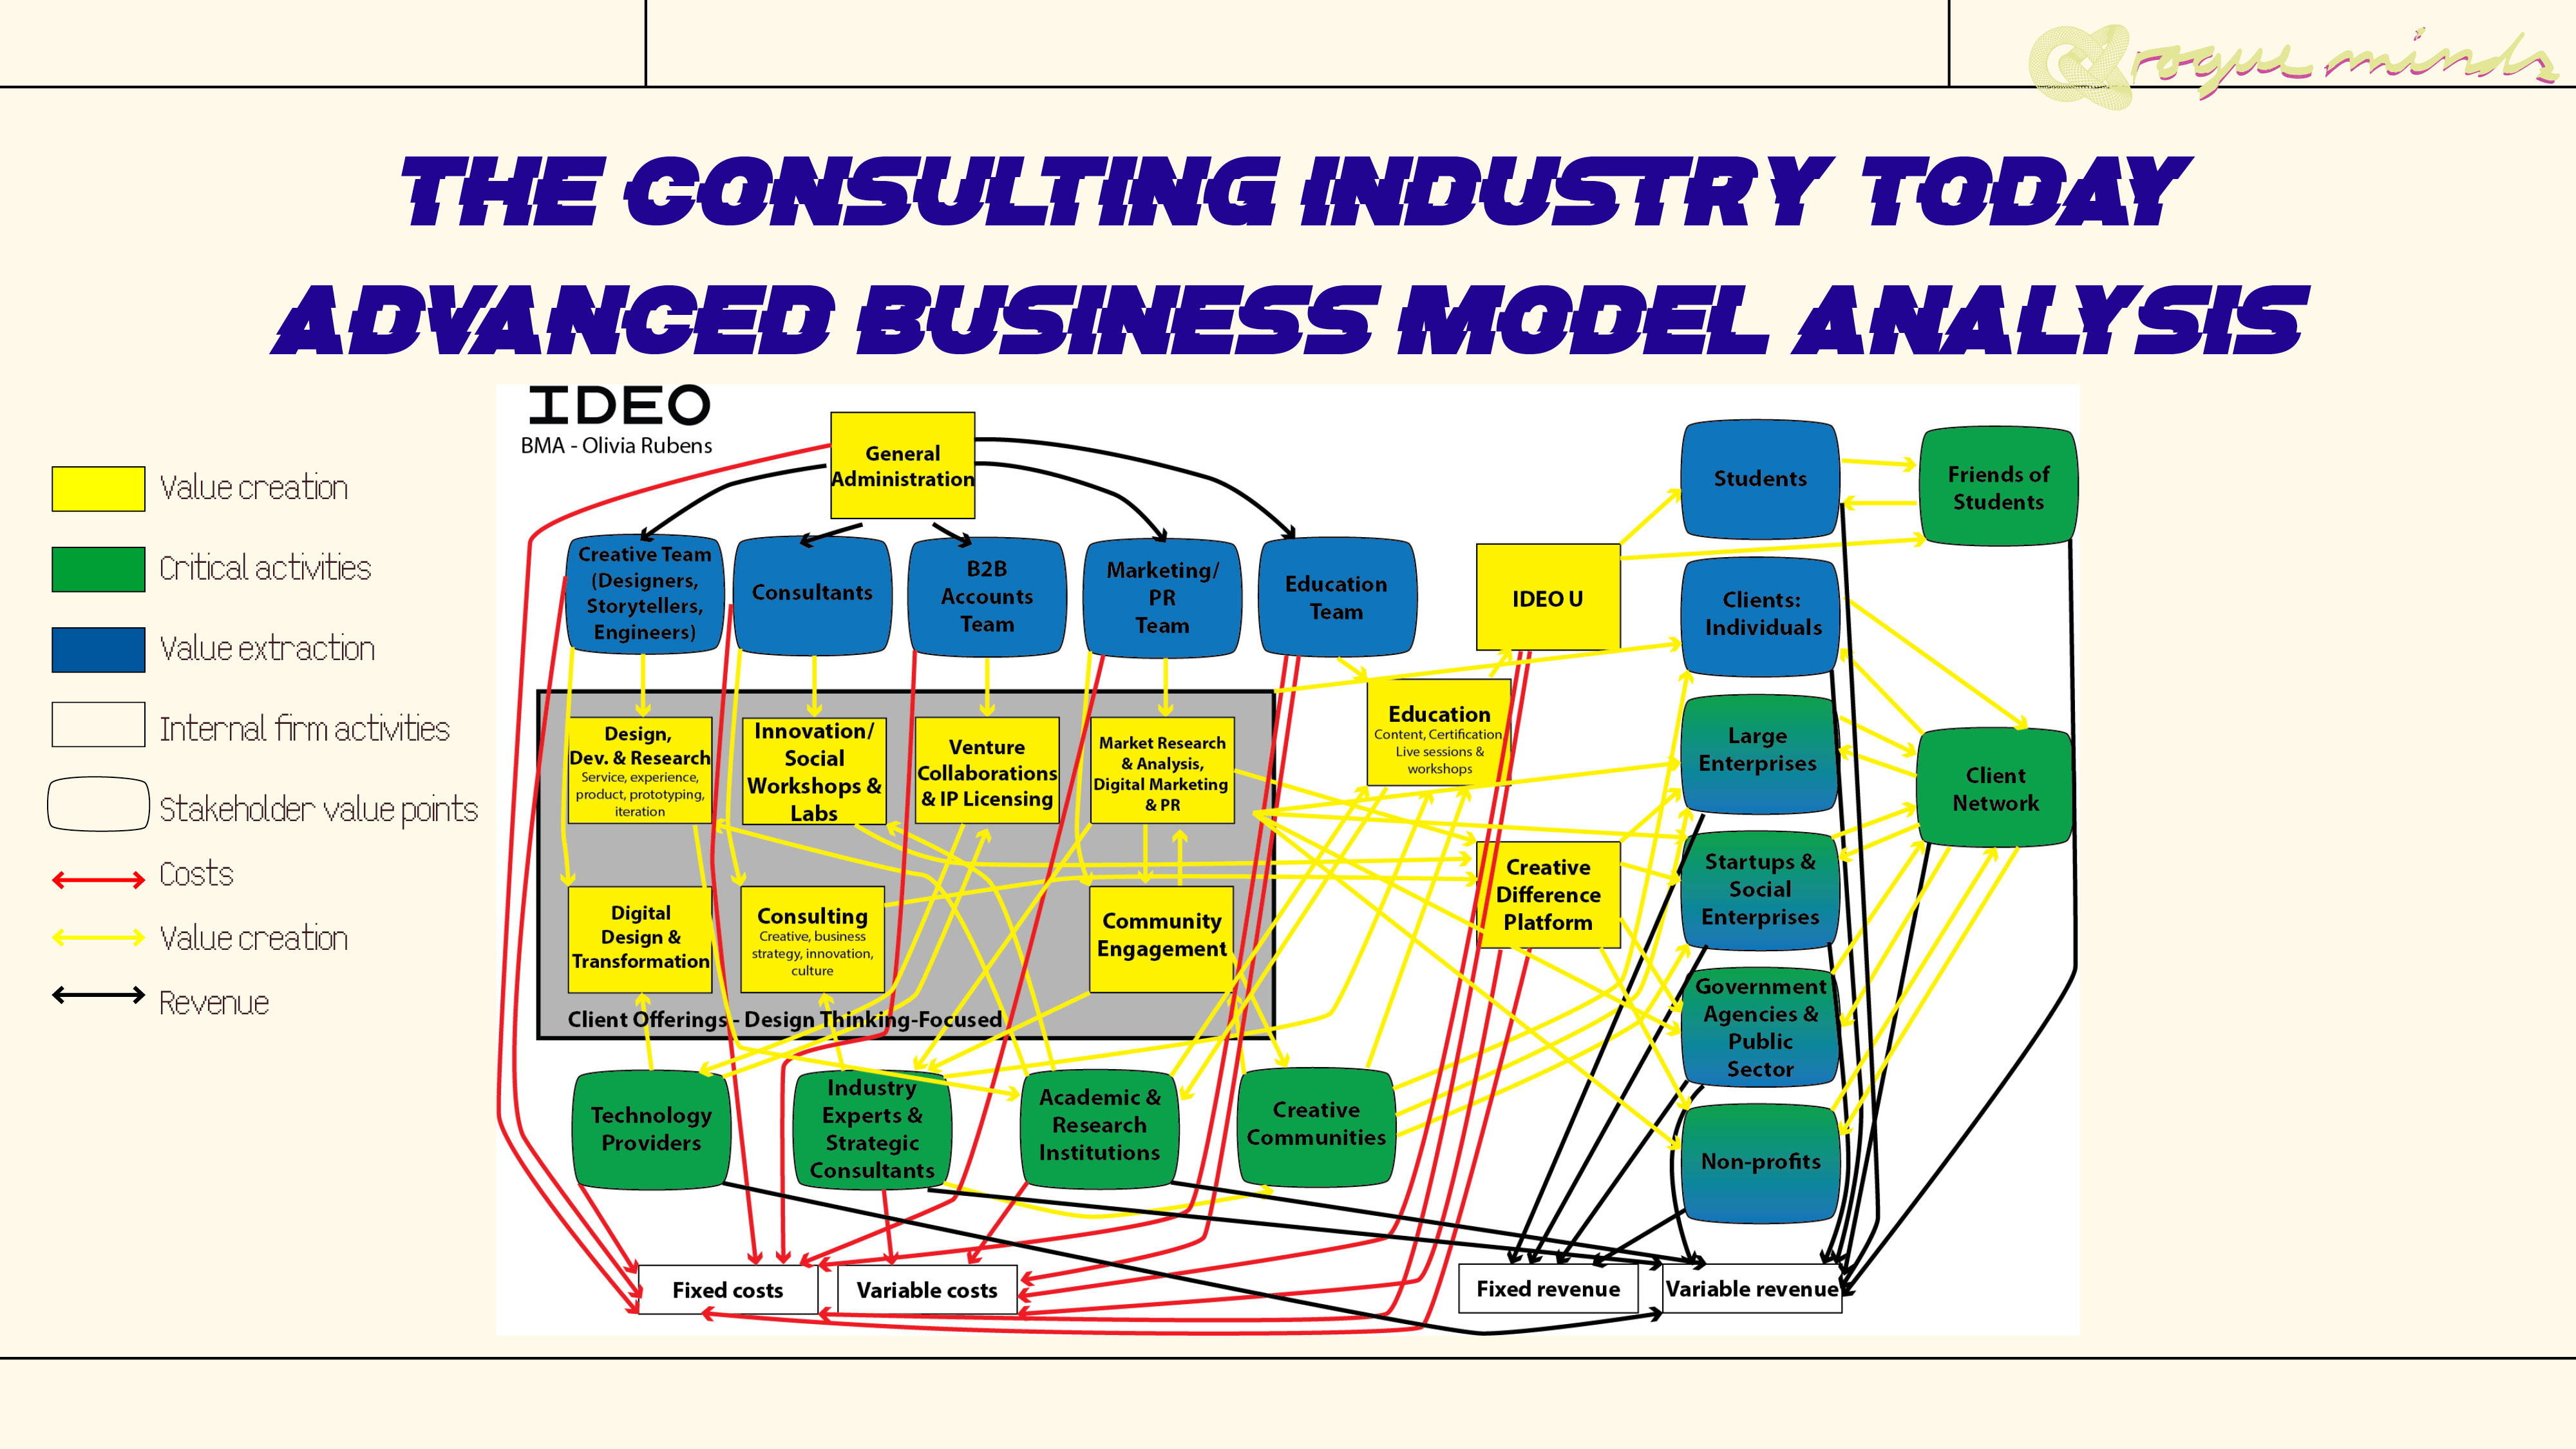 rogue minds
THE CONSULTING INDUSTRY TODAY
ADVANCED BUSINESS MODEL ANALYSIS
Value creation
Critical activities
Value extraction
Internal firm activities
Stakeholder value points
Costs
Value creation
Revenue
IDEO
BMA - Olivia Rubens
General
Administration
Creative Team
(Designers,
Storytellers,
Engineers)
Consultants
B2B
Accounts
Team
Marketing/
PR
Team
Education
Team
IDEO U
Students
Friends of
Students
Clients:
Individuals
Design,
Dev. & Research
Service, experience,
product, prototyping,
iteration
Innovation/
Social
Workshops &
Labs
Venture
Collaborations
& IP Licensing
Market Research
& Analysis,
Digital Marketing
& PR
Education
Content, Certification,
Live sessions &
workshops
Large
Enterprises
Client
Network
Digital
Design &
Transformation
Consulting
Creative, business
strategy, innovation,
culture
Community
Engagement
Creative
Difference
Platform
Startups &
Social
Enterprises
Client Offerings - Design Thinking-Focused
Government
Agencies &
Public
Sector
Technology
Providers
Industry
Experts &
Strategic
Consultants
Academic &
Research
Institutions
Creative
Communities
Non-profits
Fixed costs
Variable costs
Fixed revenue
Variable revenue